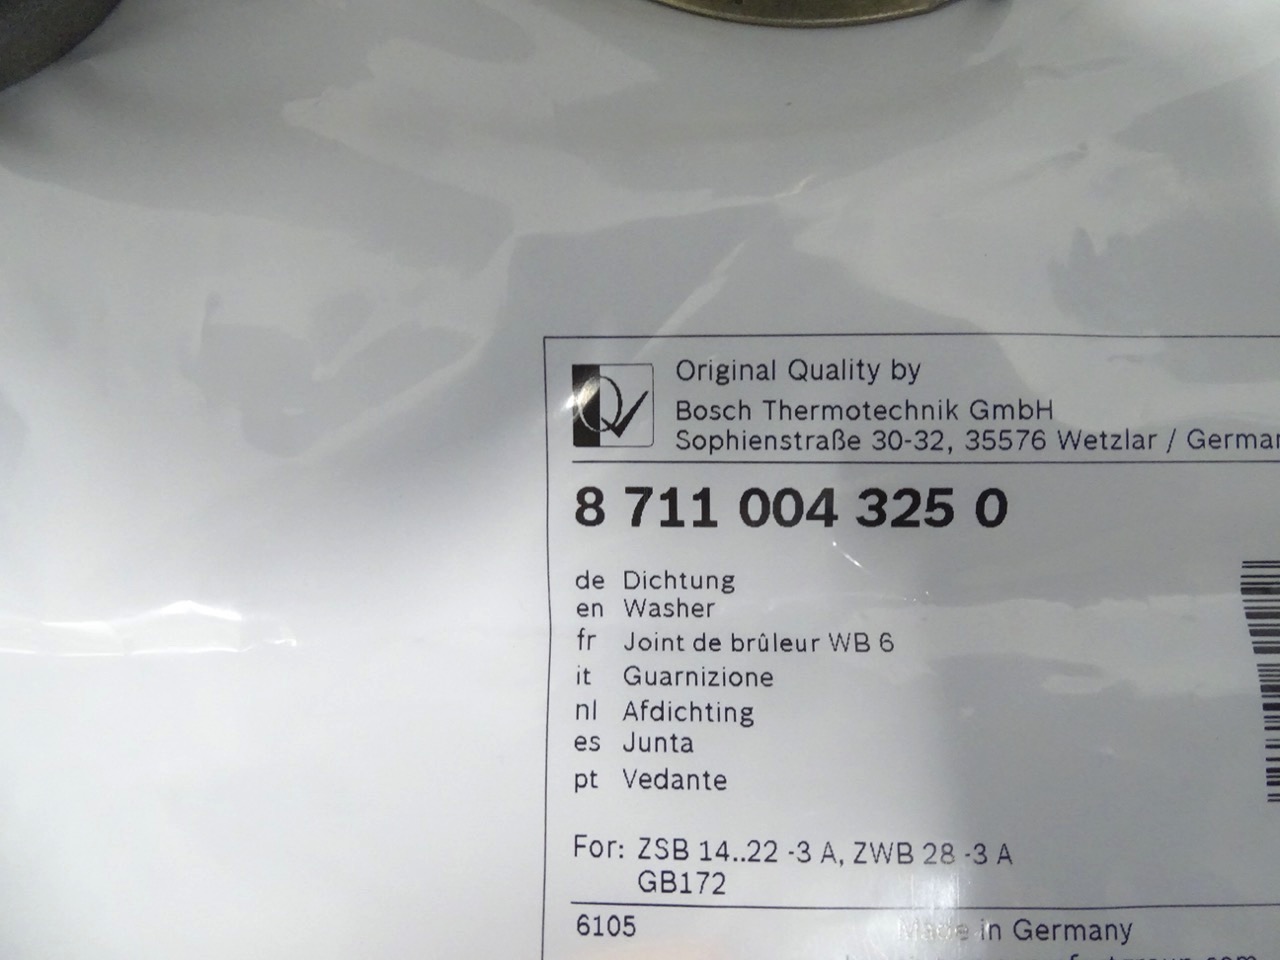 Original Quality by
Bosch Thermotechnik GmbH
Sophienstraße 30-32, 35576 Wetzlar /
8 711 004 325 0
de Dichtung
en Washer
fr Joint de brûleur WB 6
it Guarnizione
nl Afdichting
es Junta
pt Vedante
For: ZSB 14..22 -3 A, ZWB 28 -3 A
GB172
6105 Made in Germany